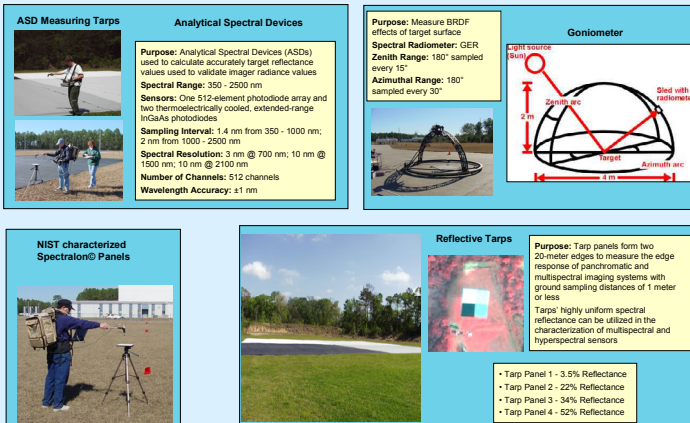 ASD Measuring Tarps
Analytical Spectral Devices
Purpose: Analytical Spectral Devices (ASDs)
used to calculate accurately target reflectance
values used to validate imager radiance values
Spectral Range: 350 - 2500 nm
Sensors: One 512-element photodiode array and
two thermoelectrically cooled, extended-range
InGaAs photodiodes
Sampling Interval: 1.4 nm from 350 - 1000 nm;
2 nm from 1000 - 2500 nm
Spectral Resolution: 3 nm @ 700 nm; 10 nm @
1500 nm; 10 nm @ 2100 nm
Number of Channels: 512 channels
Wavelength Accuracy: ±1 nm
Purpose: Measure BRDF
effects of target surface
Spectral Radiometer: GER
Zenith Range: 180° sampled
every 15°
Azimuthal Range: 180°
sampled every 30°
Goniometer
Light source
(Sun)
Zenith arc
Sled with
radiomet
2 m
Target
Azimuth arc
4 m
NIST characterized
Spectralon© Panels
Reflective Tarps
Purpose: Tarp panels form two
20-meter edges to measure the edge
response of panchromatic and
multispectral imaging systems with
ground sampling distances of 1 meter
or less
Tarps' highly uniform spectral
reflectance can be utilized in the
characterization of multispectral and
hyperspectral sensors
• Tarp Panel 1 - 3.5% Reflectance
• Tarp Panel 2 - 22% Reflectance
• Tarp Panel 3 - 34% Reflectance
• Tarp Panel 4 - 52% Reflectance